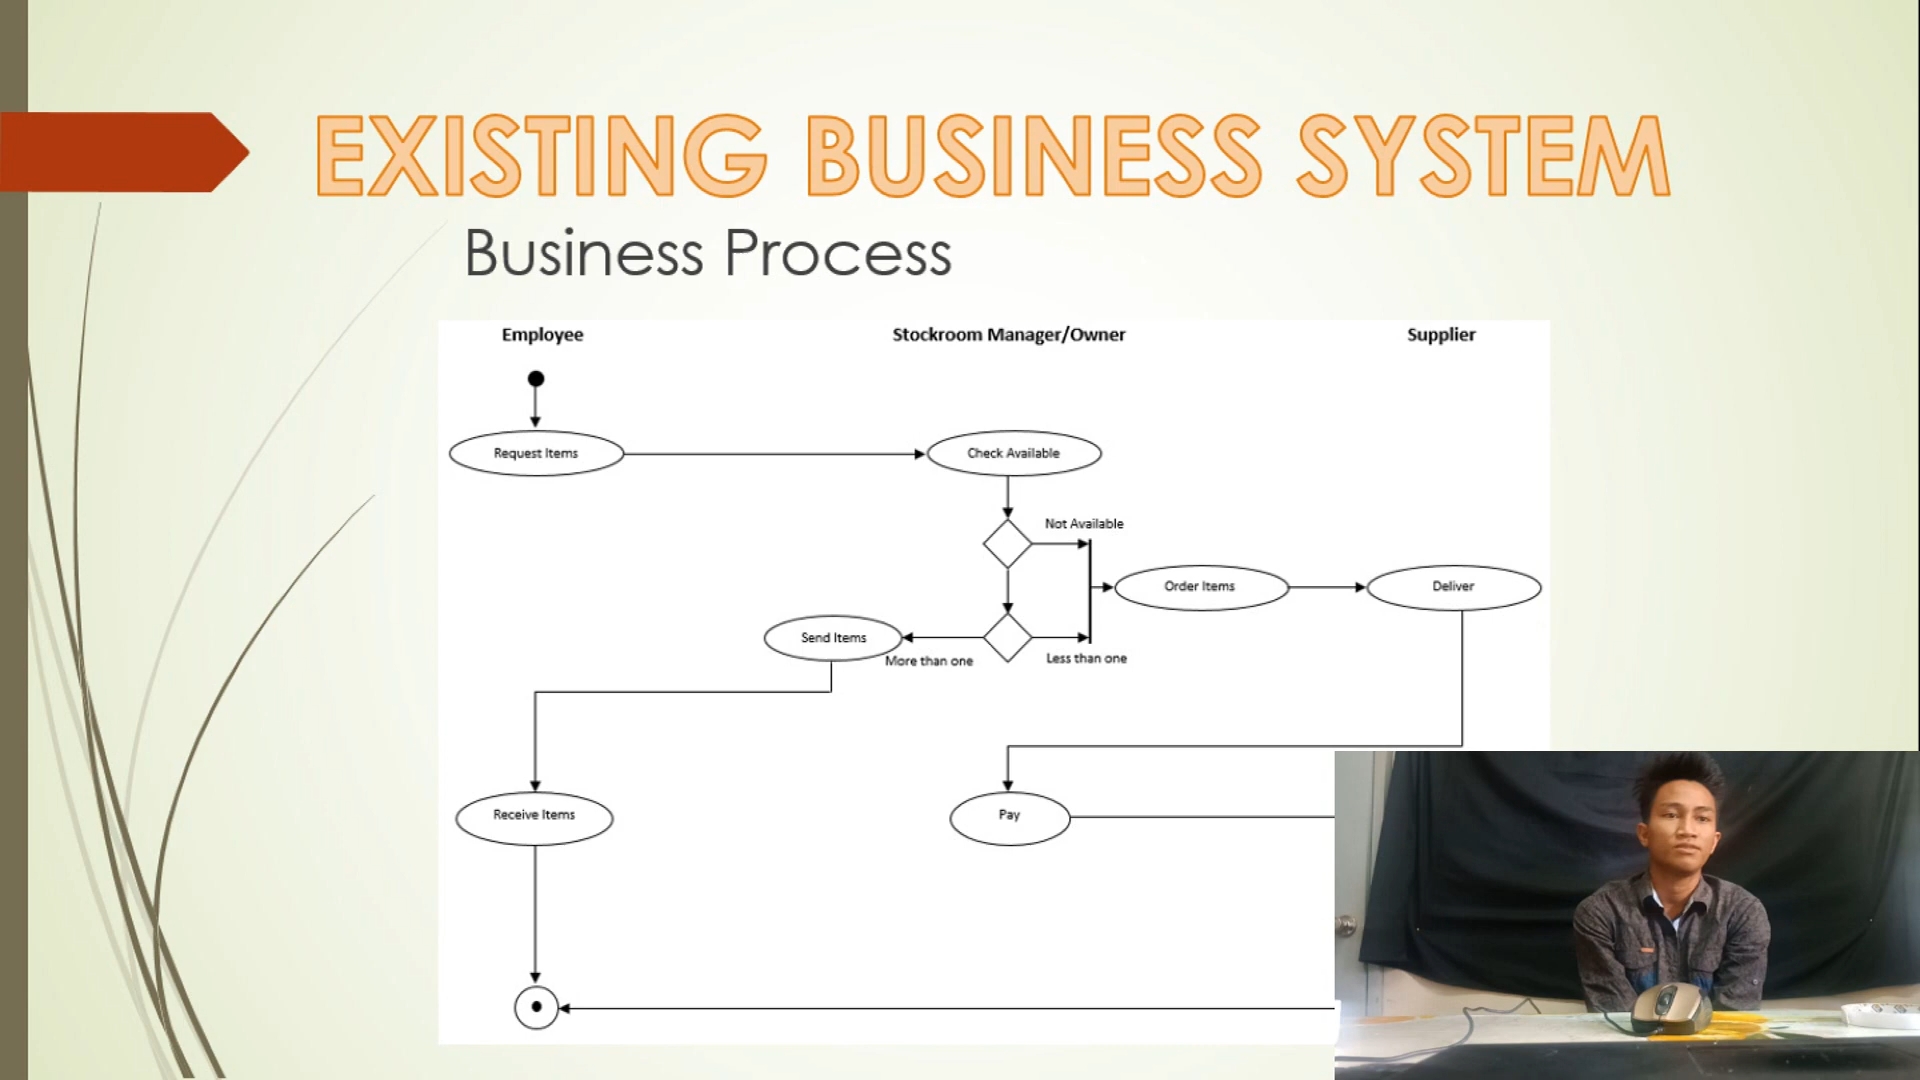 EXISTING BUSINESS SYSTEM
Business Process
Employee
Stockroom Manager/Owner
Supplier
Request Items
Check Available
Not Available
Order Items
Deliver
Send Items
More than one
Less than one
Receive Items
Pay